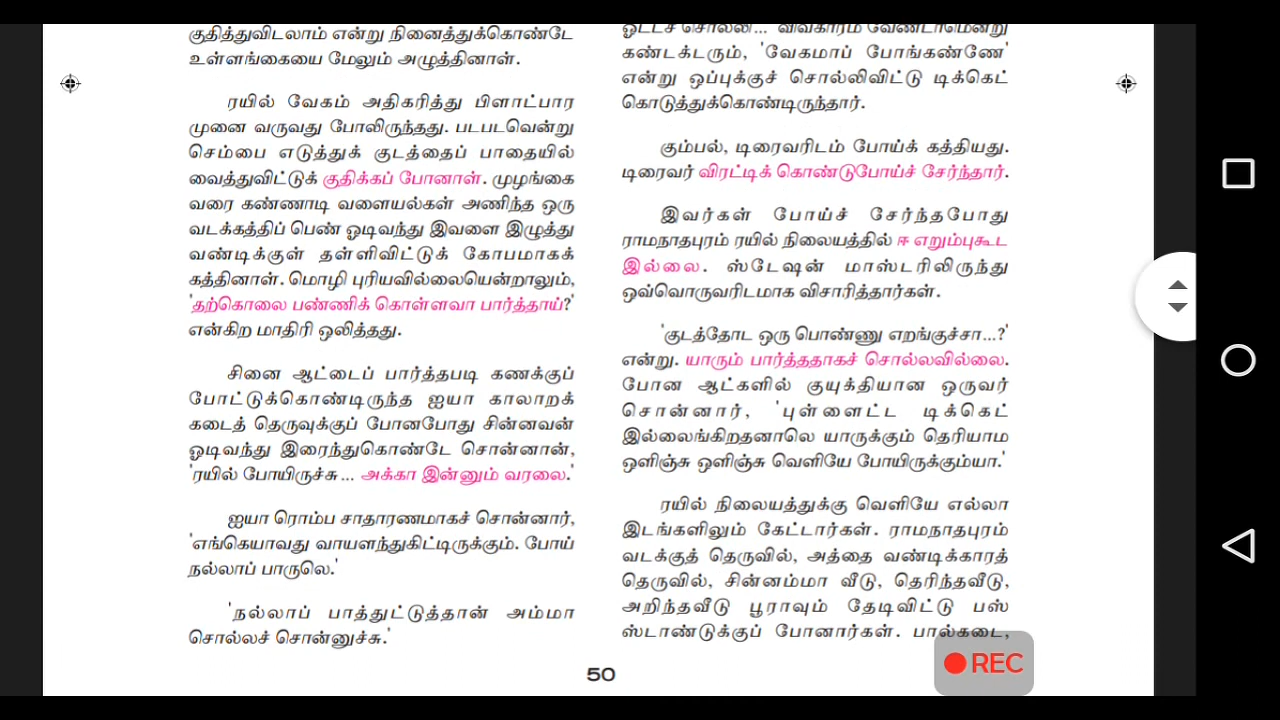 குதித்துவிடலாம் என்று நினைத்துக்கொண்டே
உள்ளங்கையை மேலும் அழுத்தினாள்.
ரயில் வேகம் அதிகரித்து பிளாட்பார
முனை வருவது போலிருந்தது. படபடவென்று
செம்பை எடுத்துக் குடத்தைப் பாதையில்
வைத்துவிட்டுக் குதிக்கப் போனாள். முழங்கை
வரை கண்ணாடி வளையல்கள் அணிந்த ஒரு
வடக்கத்திப் பெண் ஓடிவந்து இவளை இழுத்து
வண்டிக்குள் தள்ளிவிட்டுக் கோபமாகக்
கத்தினாள். மொழி புரியவில்லையென்றாலும்,
'தற்கொலை பண்ணிக் கொள்ளவா பார்த்தாய்?'
என்கிற மாதிரி ஒலித்தது.
சினை ஆட்டைப் பார்த்தபடி கணக்குப்
போட்டுக்கொண்டிருந்த ஐயா காலாறக்
கடைத் தெருவுக்குப் போனபோது சின்னவன்
ஓடிவந்து இரைந்துகொண்டே சொன்னான்,
'ரயில் போயிருச்சு... அக்கா இன்னும் வரலை.'
ஐயா ரொம்ப சாதாரணமாகச் சொன்னார்,
'எங்கெயாவது வாயளந்துகிட்டிருக்கும். போய்
நல்லாப் பாருலெ.'
'நல்லாப் பாத்துட்டுத்தான் அம்மா
சொல்லச் சொன்னுச்சு.'
ஓட்டச் சொல்லி... விவகாரம் வேண்டாமென்று
கண்டக்டரும், 'வேகமாப் போங்கண்ணே'
என்று ஒப்புக்குச் சொல்லிவிட்டு டிக்கெட்
கொடுத்துக்கொண்டிருந்தார்.
கும்பல், டிரைவரிடம் போய்க் கத்தியது.
டிரைவர் விரட்டிக் கொண்டுபோய்ச் சேர்ந்தார்.
இவர்கள் போய்ச் சேர்ந்தபோது
ராமநாதபுரம் ரயில் நிலையத்தில் ஈ எறும்புகூட
இல்லை. ஸ்டேஷன் மாஸ்டரிலிருந்து
ஒவ்வொருவரிடமாக விசாரித்தார்கள்.
'குடத்தோட ஒரு பொண்ணு எறங்குச்சா...?'
என்று. யாரும் பார்த்ததாகச் சொல்லவில்லை.
போன ஆட்களில் குயுக்தியான ஒருவர்
சொன்னார், 'புள்ளைட்ட டிக்கெட்
இல்லைங்கிறதனாலெ யாருக்கும் தெரியாம
ஒளிஞ்சு ஒளிஞ்சு வெளியே போயிருக்கும்யா.'
ரயில் நிலையத்துக்கு வெளியே எல்லா
இடங்களிலும் கேட்டார்கள். ராமநாதபுரம்
வடக்குத் தெருவில், அத்தை வண்டிக்காரத்
தெருவில், சின்னம்மா வீடு, தெரிந்தவீடு,
அறிந்தவீடு பூராவும் தேடிவிட்டு பஸ்
ஸ்டாண்டுக்குப் போனார்கள். பால்கடை,
50
REC